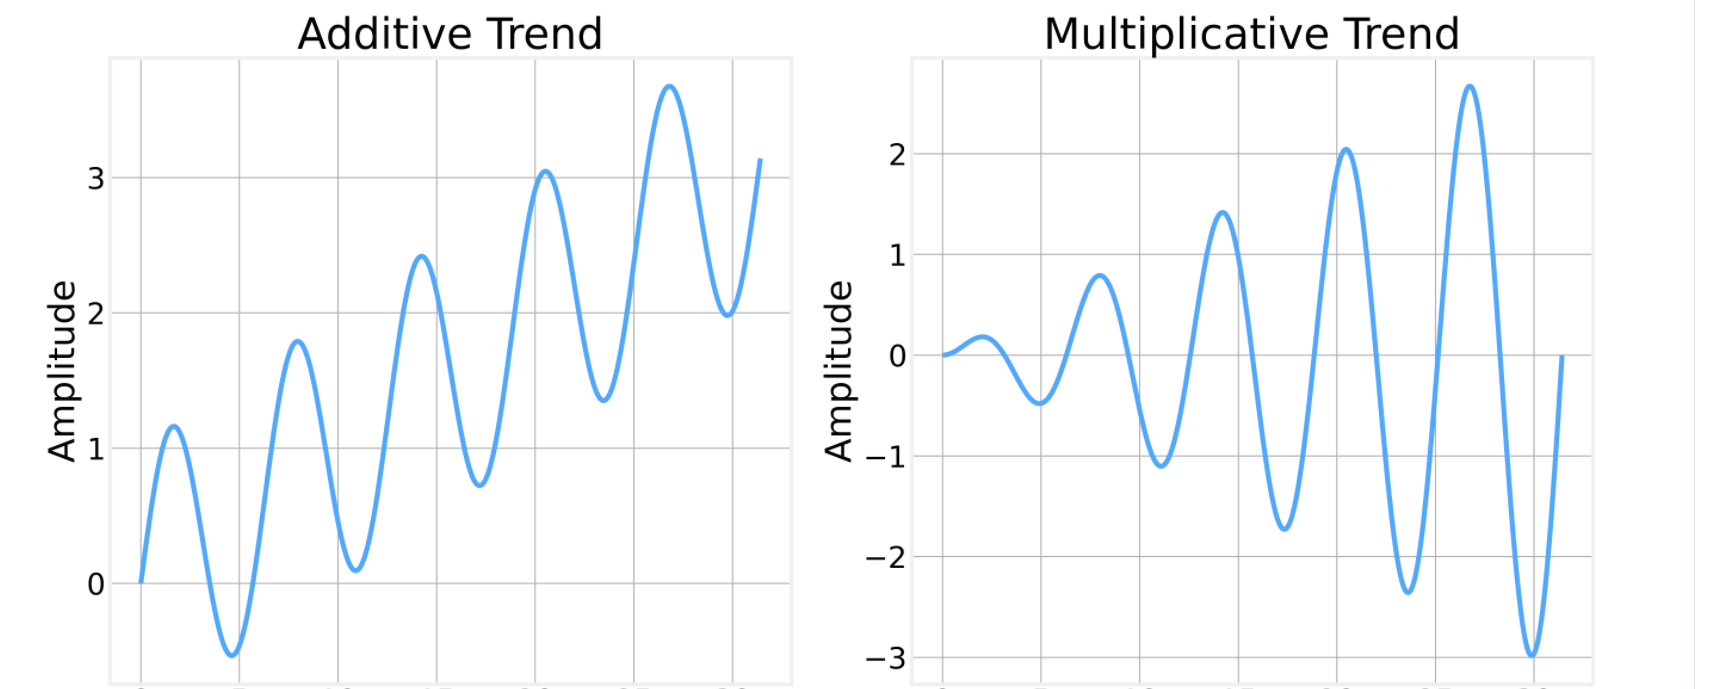 Additive Trend
Amplitude
3
2
1
0
Multiplicative Trend
Amplitude
2
1
0
−1
−2
−3